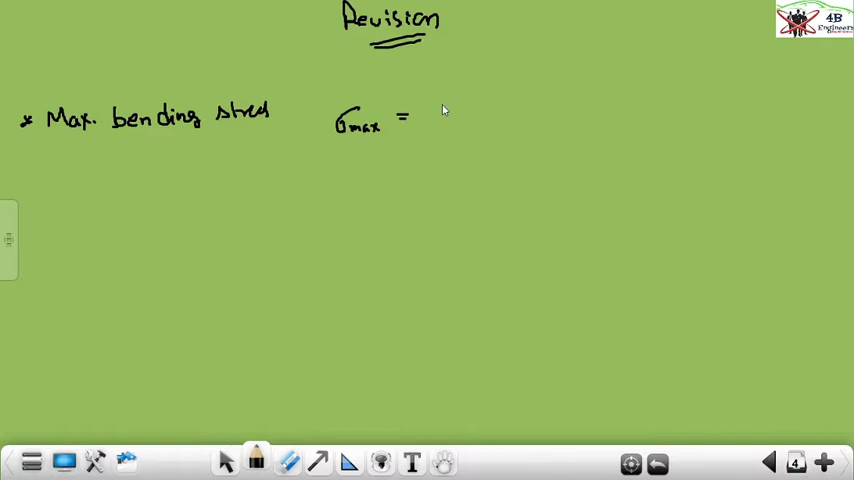 Revision
4B
Engineers
* Max. bending stress σmax =
T
4